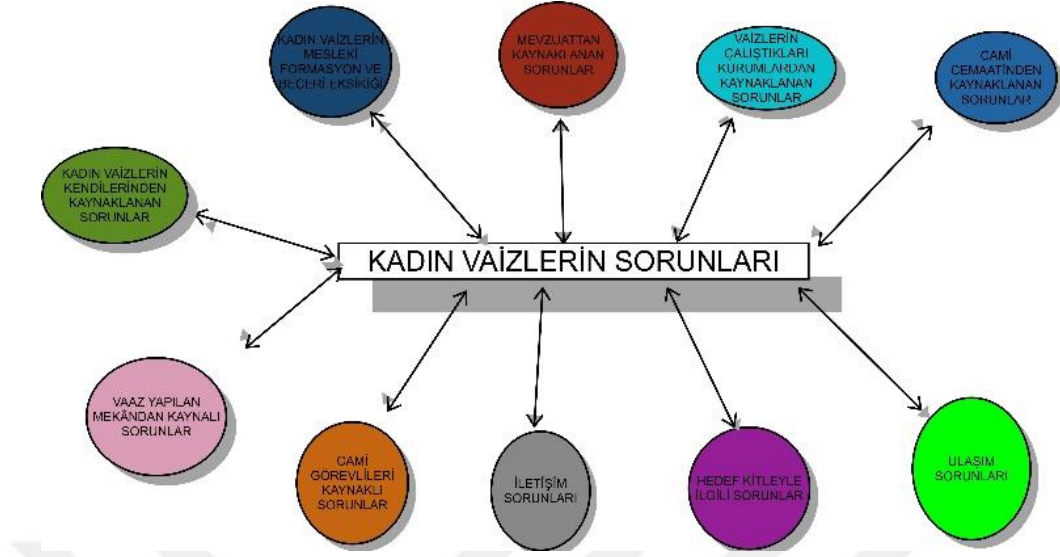 KADIN VAİZLERİN
MESLEKİ
FORMASYON VE
BECERİ EKSİKİĞİ
MEVZUATTAN
KAYNAKLANAN
SORUNLAR
VAİZLERİN
ÇALIŞTIKLARI
KURUMLARDAN
KAYNAKLANAN
SORUNLAR
CAMİ
CEMAATİNDEN
KAYNAKLANAN
SORUNLAR
KADIN VAİZLERİN
KENDİLERİNDEN
KAYNAKLANAN
SORUNLAR
KADIN VAİZLERİN SORUNLARI
VAAZ YAPILAN
MEKÂNDAN KAYNALI
SORUNLAR
CAMİ
GÖREVLİLERİ
KAYNAKLI
SORUNLAR
İLETİŞİM
SORUNLARI
HEDEF KİTLEYLE
İLGİLİ SORUNLAR
ULAŞIM
SORUNLARI